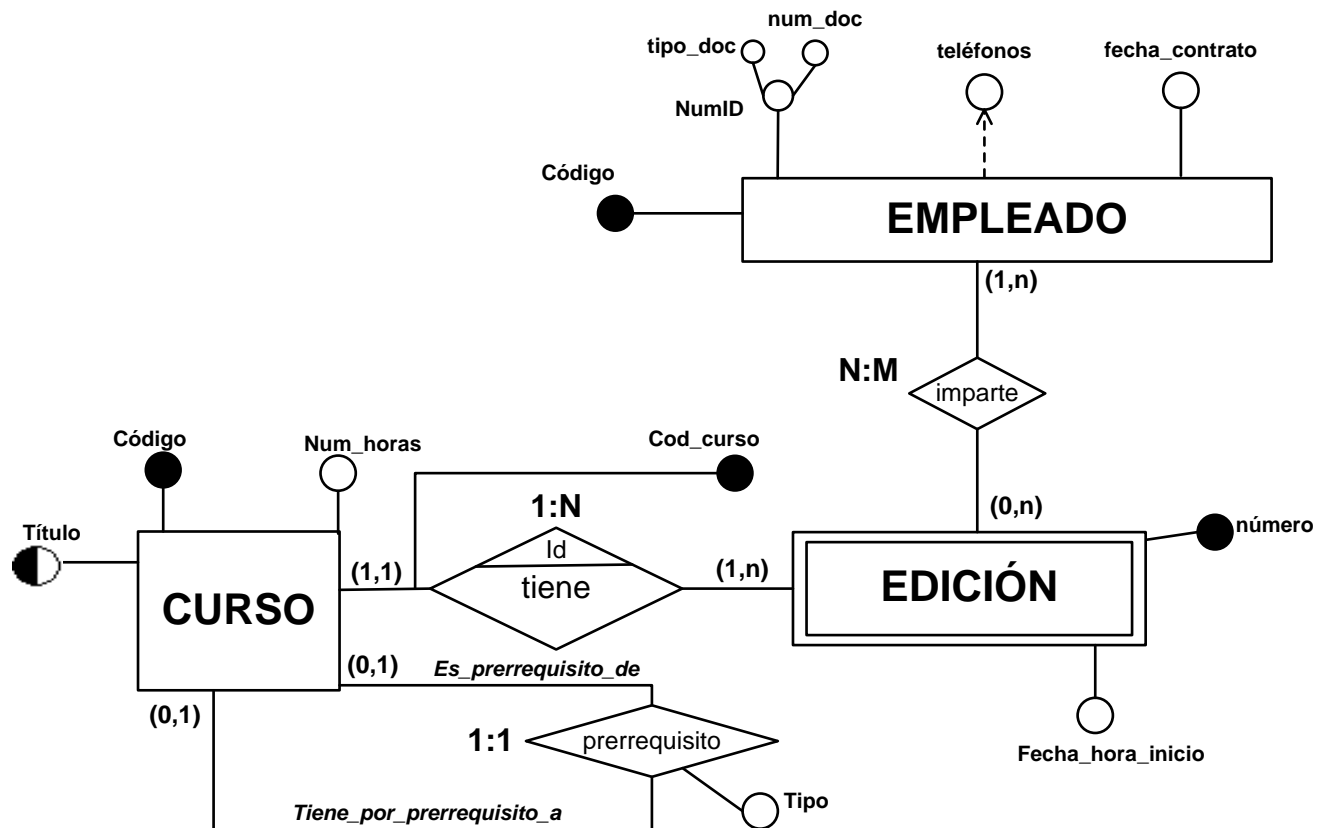 num_doc
tipo_doc
teléfonos
fecha_contrato
NumID
Código
EMPLEADO
(1,n)
N:M
imparte
Código
Num_horas
Cod_curso
1:N
(0,n)
Título
número
Id
(1,1)
tiene
(1,n)
EDICIÓN
CURSO
(0,1)
Es_prerrequisito_de
(0,1)
1:1
prerrequisito
Fecha_hora_inicio
Tiene_por_prerrequisito_a
Tipo